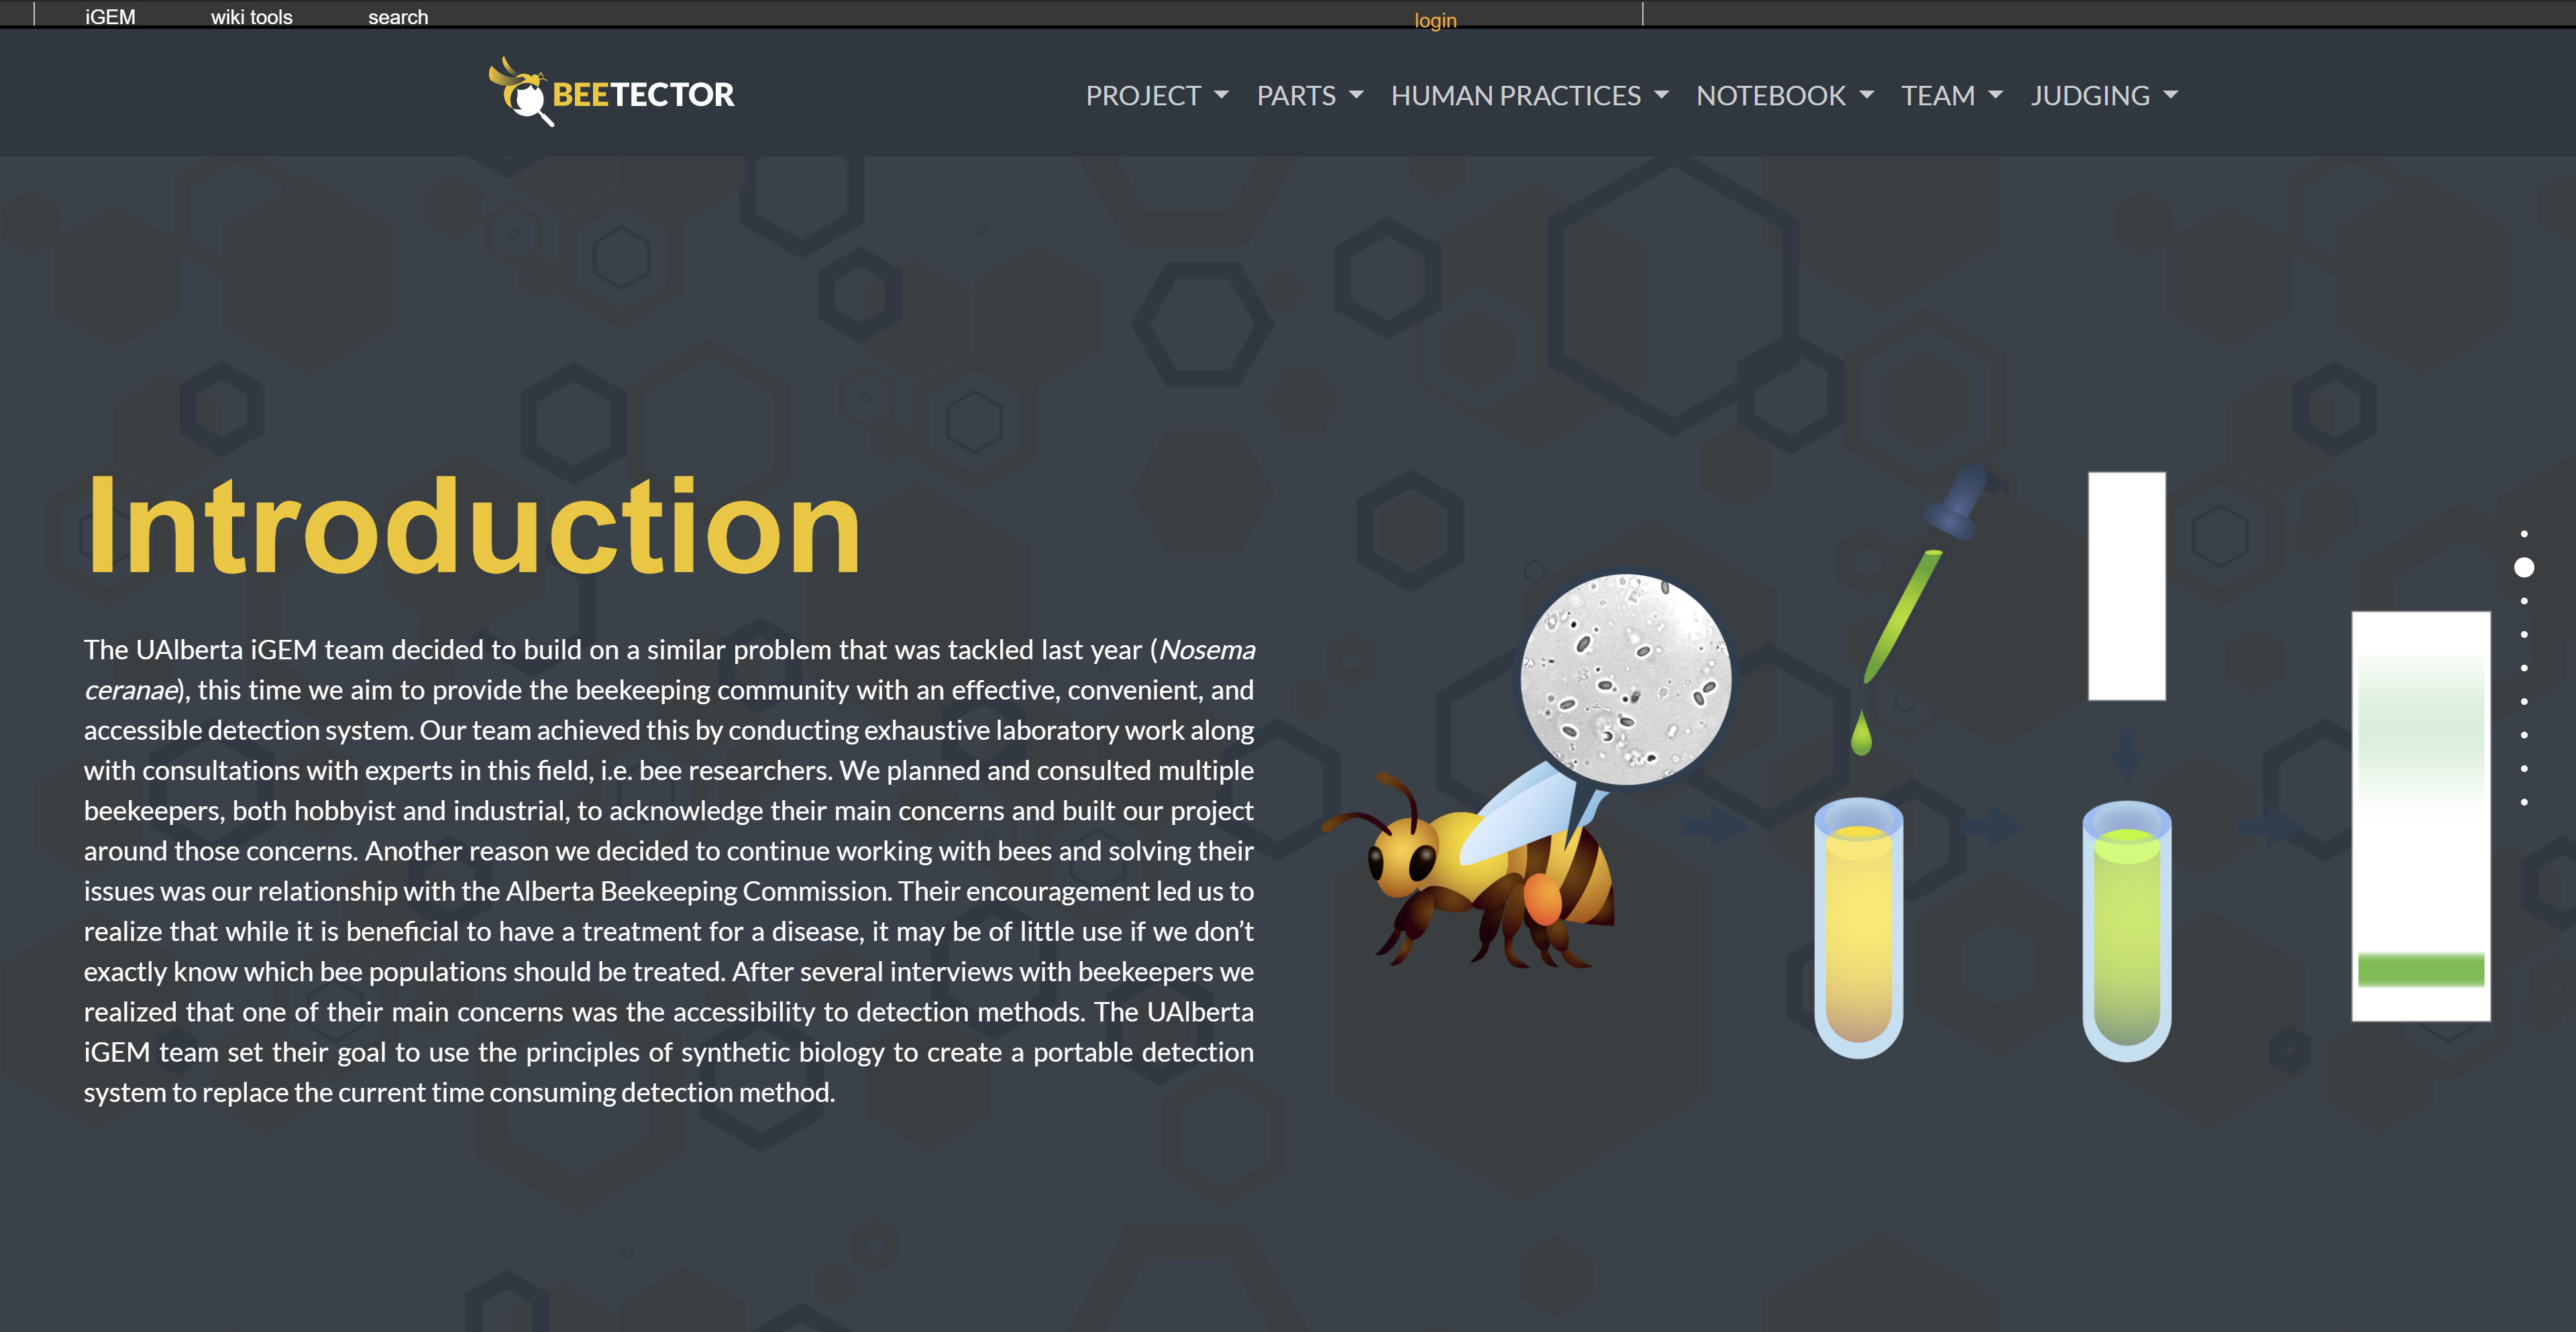 iGEM wiki tools search login
BEETECTOR PROJECT PARTS HUMAN PRACTICES NOTEBOOK TEAM JUDGING
Introduction
The UAlberta iGEM team decided to build on a similar problem that was tackled last year (Nosema
ceranae), this time we aim to provide the beekeeping community with an effective, convenient, and
accessible detection system. Our team achieved this by conducting exhaustive laboratory work along
with consultations with experts in this field, i.e. bee researchers. We planned and consulted multiple
beekeepers, both hobbyist and industrial, to acknowledge their main concerns and built our project
around those concerns. Another reason we decided to continue working with bees and solving their
issues was our relationship with the Alberta Beekeeping Commission. Their encouragement led us to
realize that while it is beneficial to have a treatment for a disease, it may be of little use if we don’t
exactly know which bee populations should be treated. After several interviews with beekeepers we
realized that one of their main concerns was the accessibility to detection methods. The UAlberta
iGEM team set their goal to use the principles of synthetic biology to create a portable detection
system to replace the current time consuming detection method.